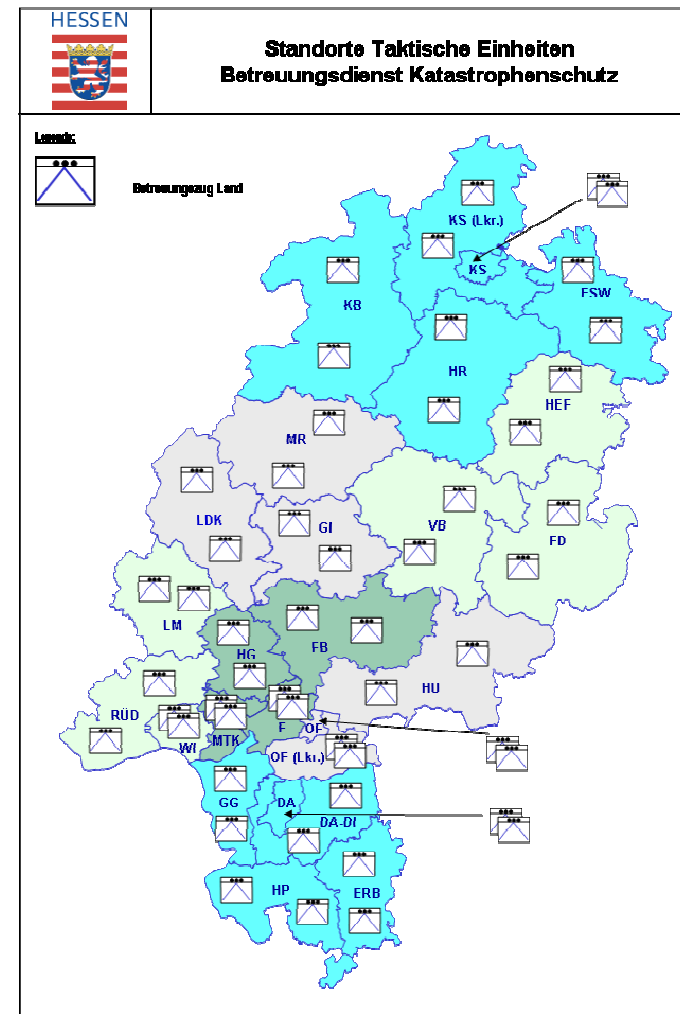 HESSEN
Standorte Taktische Einheiten
Betreuungsdienst Katastrophenschutz
Betreuungszug Land
KS (Lkr.)
KS
KB
ESW
HR
HEF
MR
LDK
GI
VB
FD
LM
HG
FB
HU
RÜD
WI
MTK
F
OF
OF (Lkr.)
GG
DA
DA-DI
HP
ERB